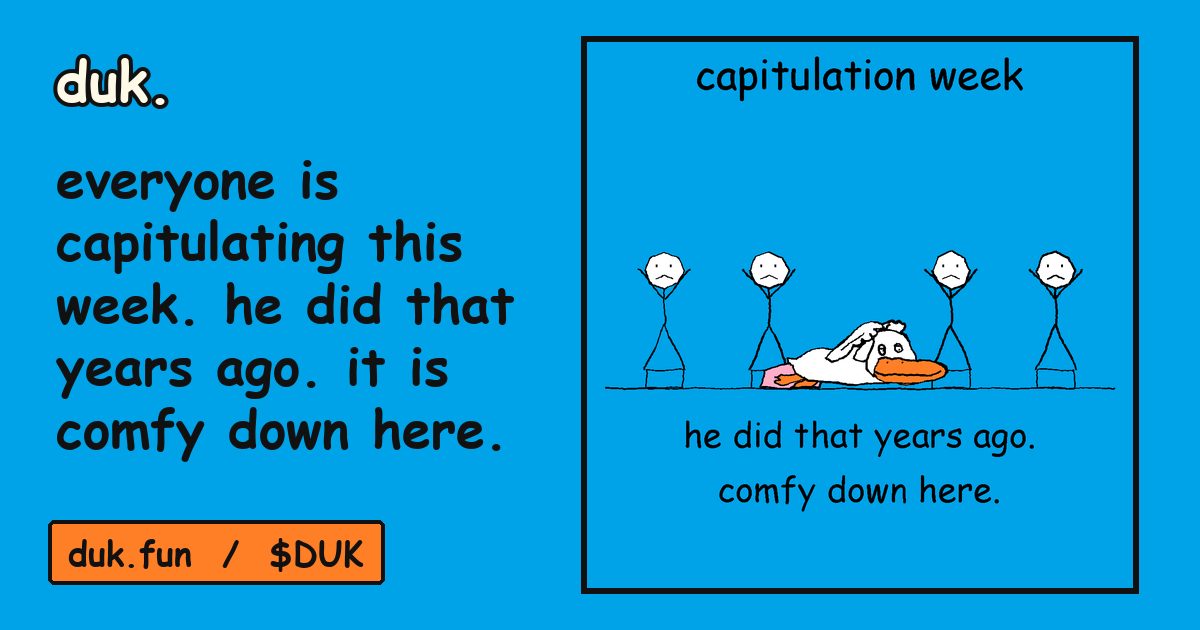 duk.
everyone is
capitulating this
week. he did that
years ago. it is
comfy down here.
duk.fun / $DUK
capitulation week
he did that years ago.
comfy down here.